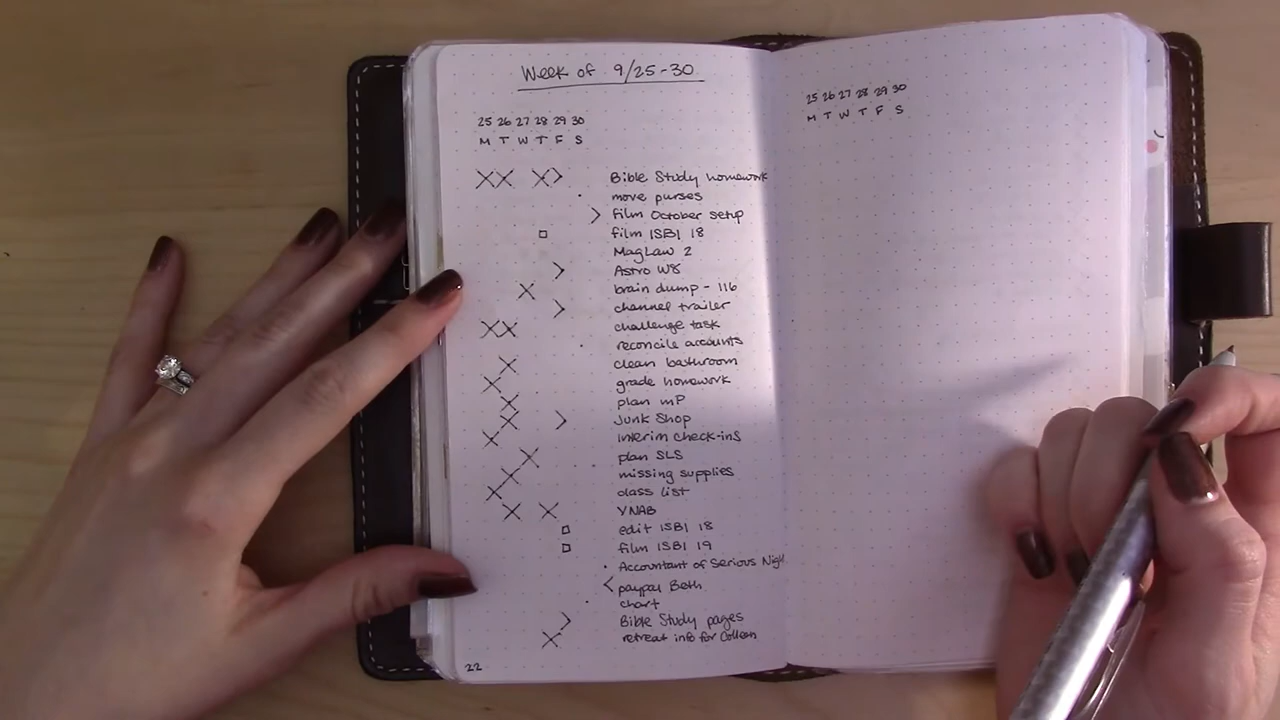 Week of 9/25-30
25 26 27 28 29 30
M T W T F S
Bible Study homework
move purses
film October setup
film ISBI 18
MagLaw 2
Astro W8
brain dump - 116
channel trailer
challenge task
reconcile accounts
clean bathroom
grade homework
plan MP
Junk Shop
interim check-ins
plan SLS
missing supplies
class list
YNAB
edit ISBI 18
film ISBI 19
Accountant of Serious Nigh
paypal Beth
chart
Bible Study pages
retreat info for Colleen
22
25 26 27 28 29 30
M T W T F S